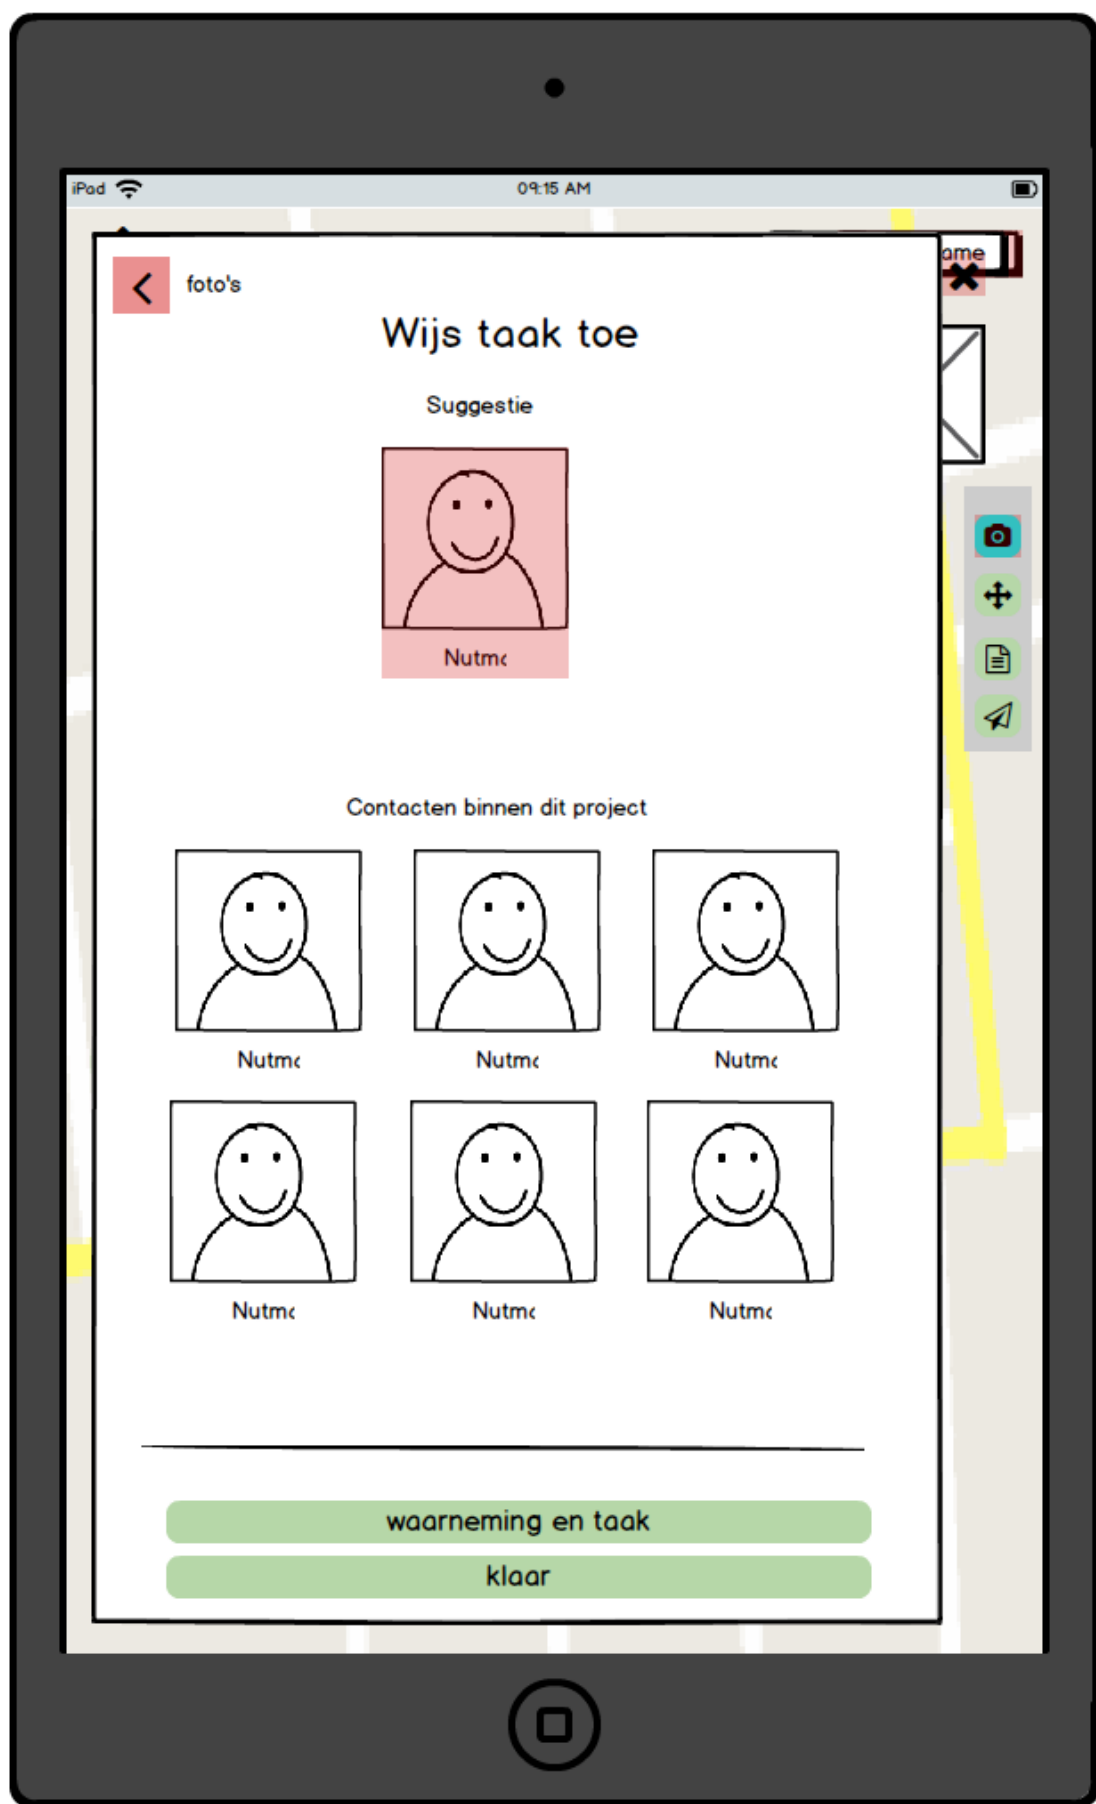 iPad 09:15 AM
ame
foto's
Wijs taak toe
Suggestie
Nutm
Contacten binnen dit project
Nutm Nutm Nutm
Nutm Nutm Nutm
waarneming en taak
klaar